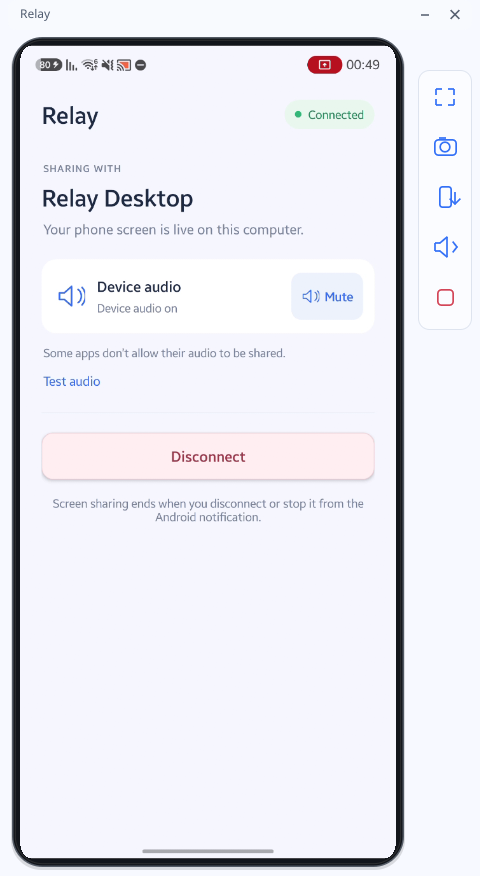 Relay
80
00:49
Relay
Connected
SHARING WITH
Relay Desktop
Your phone screen is live on this computer.
Device audio
Device audio on
Mute
Some apps don't allow their audio to be shared.
Test audio
Disconnect
Screen sharing ends when you disconnect or stop it from the
Android notification.